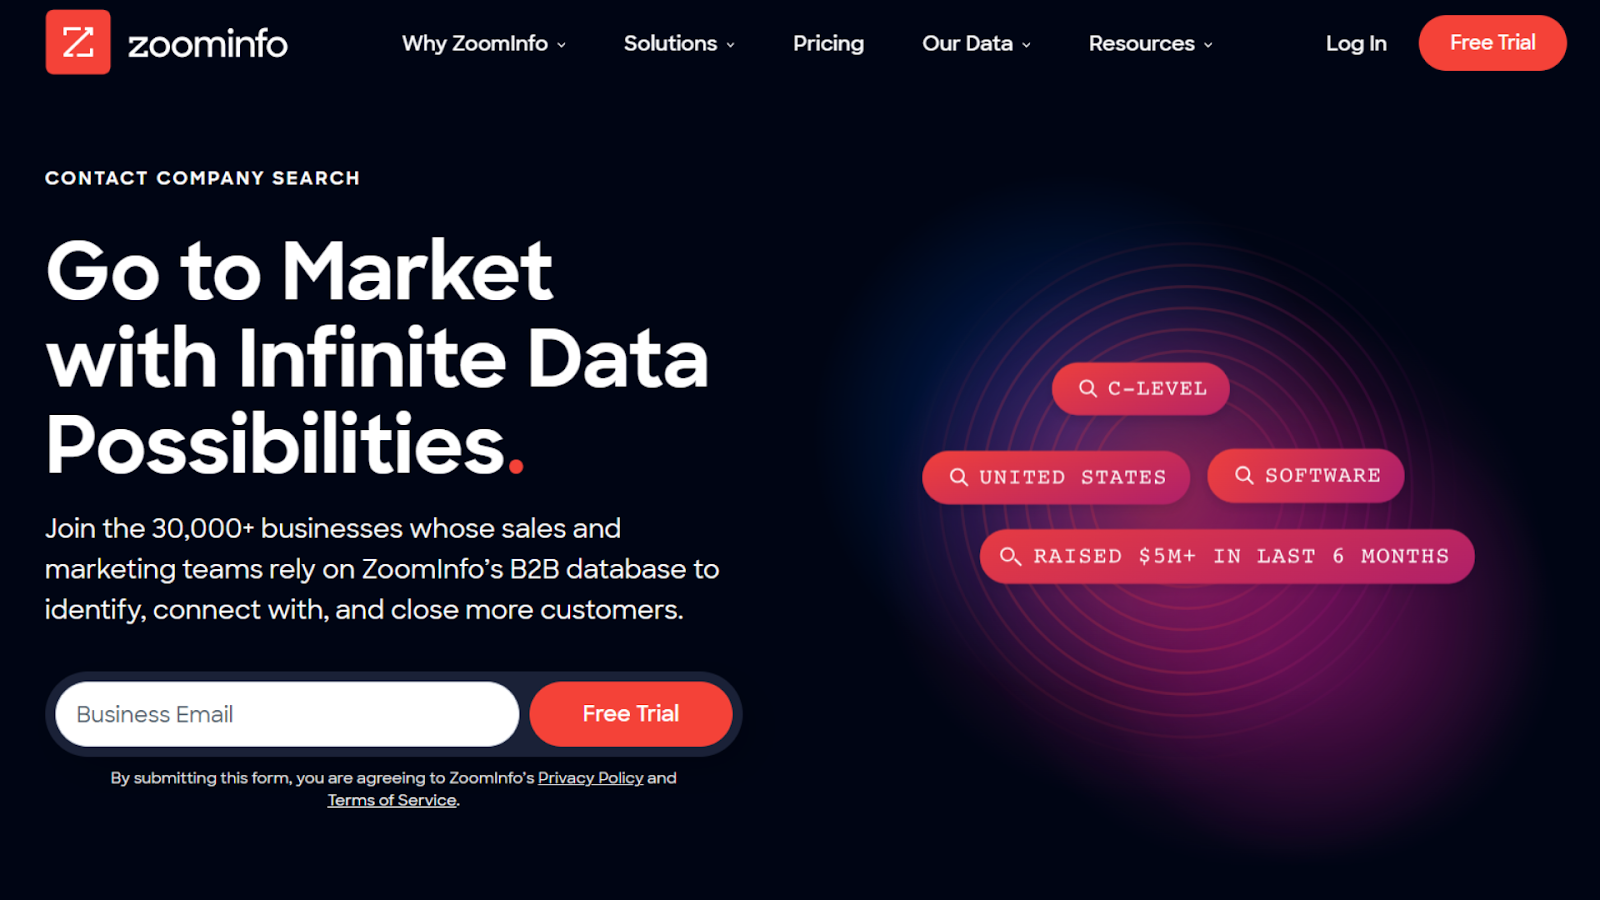 zoominfo
Why ZoomInfo
Solutions
Pricing
Our Data
Resources
Log In
Free Trial
CONTACT COMPANY SEARCH
Go to Market
with Infinite Data
Possibilities.
Join the 30,000+ businesses whose sales and
marketing teams rely on ZoomInfo’s B2B database to
identify, connect with, and close more customers.
Business Email
Free Trial
By submitting this form, you are agreeing to ZoomInfo’s Privacy Policy and
Terms of Service.
C-LEVEL
UNITED STATES
SOFTWARE
RAISED $5M+ IN LAST 6 MONTHS